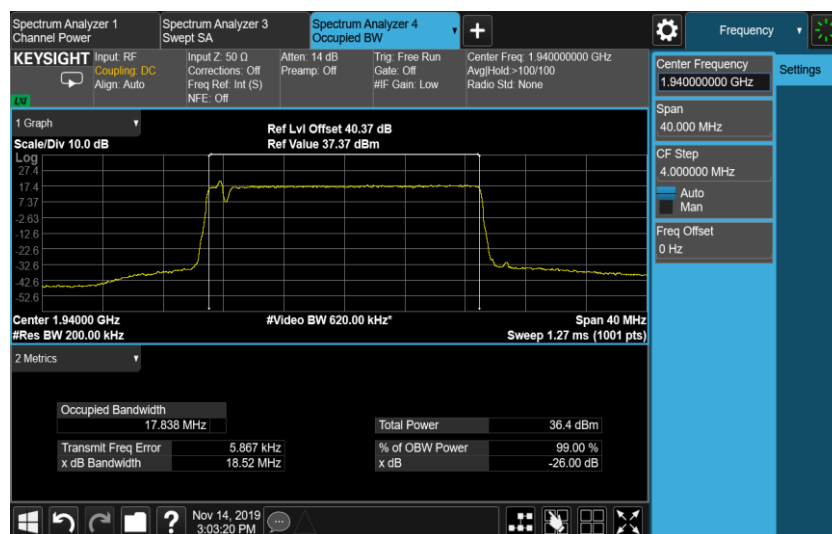 Spectrum Analyzer 1
Channel Power
Spectrum Analyzer 3
Swept SA
Spectrum Analyzer 4
Occupied BW
Frequency
KEYSIGHT
Input: RF
Coupling: DC
Align: Auto
Input Z: 50 Ω
Corrections: Off
Freq Ref: Int (S)
NFE: Off
Atten: 14 dB
Preamp: Off
Trig: Free Run
Gate: Off
#IF Gain: Low
Center Freq: 1.940000000 GHz
Avg|Hold:>100/100
Radio Std: None
LXI
Center Frequency
1.940000000 GHz
Settings
Span
40.000 MHz
CF Step
4.000000 MHz
Auto
Man
Freq Offset
0 Hz
1 Graph
Scale/Div 10.0 dB
Ref Lvl Offset 40.37 dB
Ref Value 37.37 dBm
Log
27.4
17.4
7.37
-2.63
-12.6
-22.6
-32.6
-42.6
-52.6
Center 1.94000 GHz
#Res BW 200.00 kHz
#Video BW 620.00 kHz*
Span 40 MHz
Sweep 1.27 ms (1001 pts)
2 Metrics
Occupied Bandwidth
17.838 MHz
Total Power 36.4 dBm
Transmit Freq Error 5.867 kHz
% of OBW Power 99.00 %
x dB Bandwidth 18.52 MHz
x dB -26.00 dB
?
Nov 14, 2019
3:03:20 PM